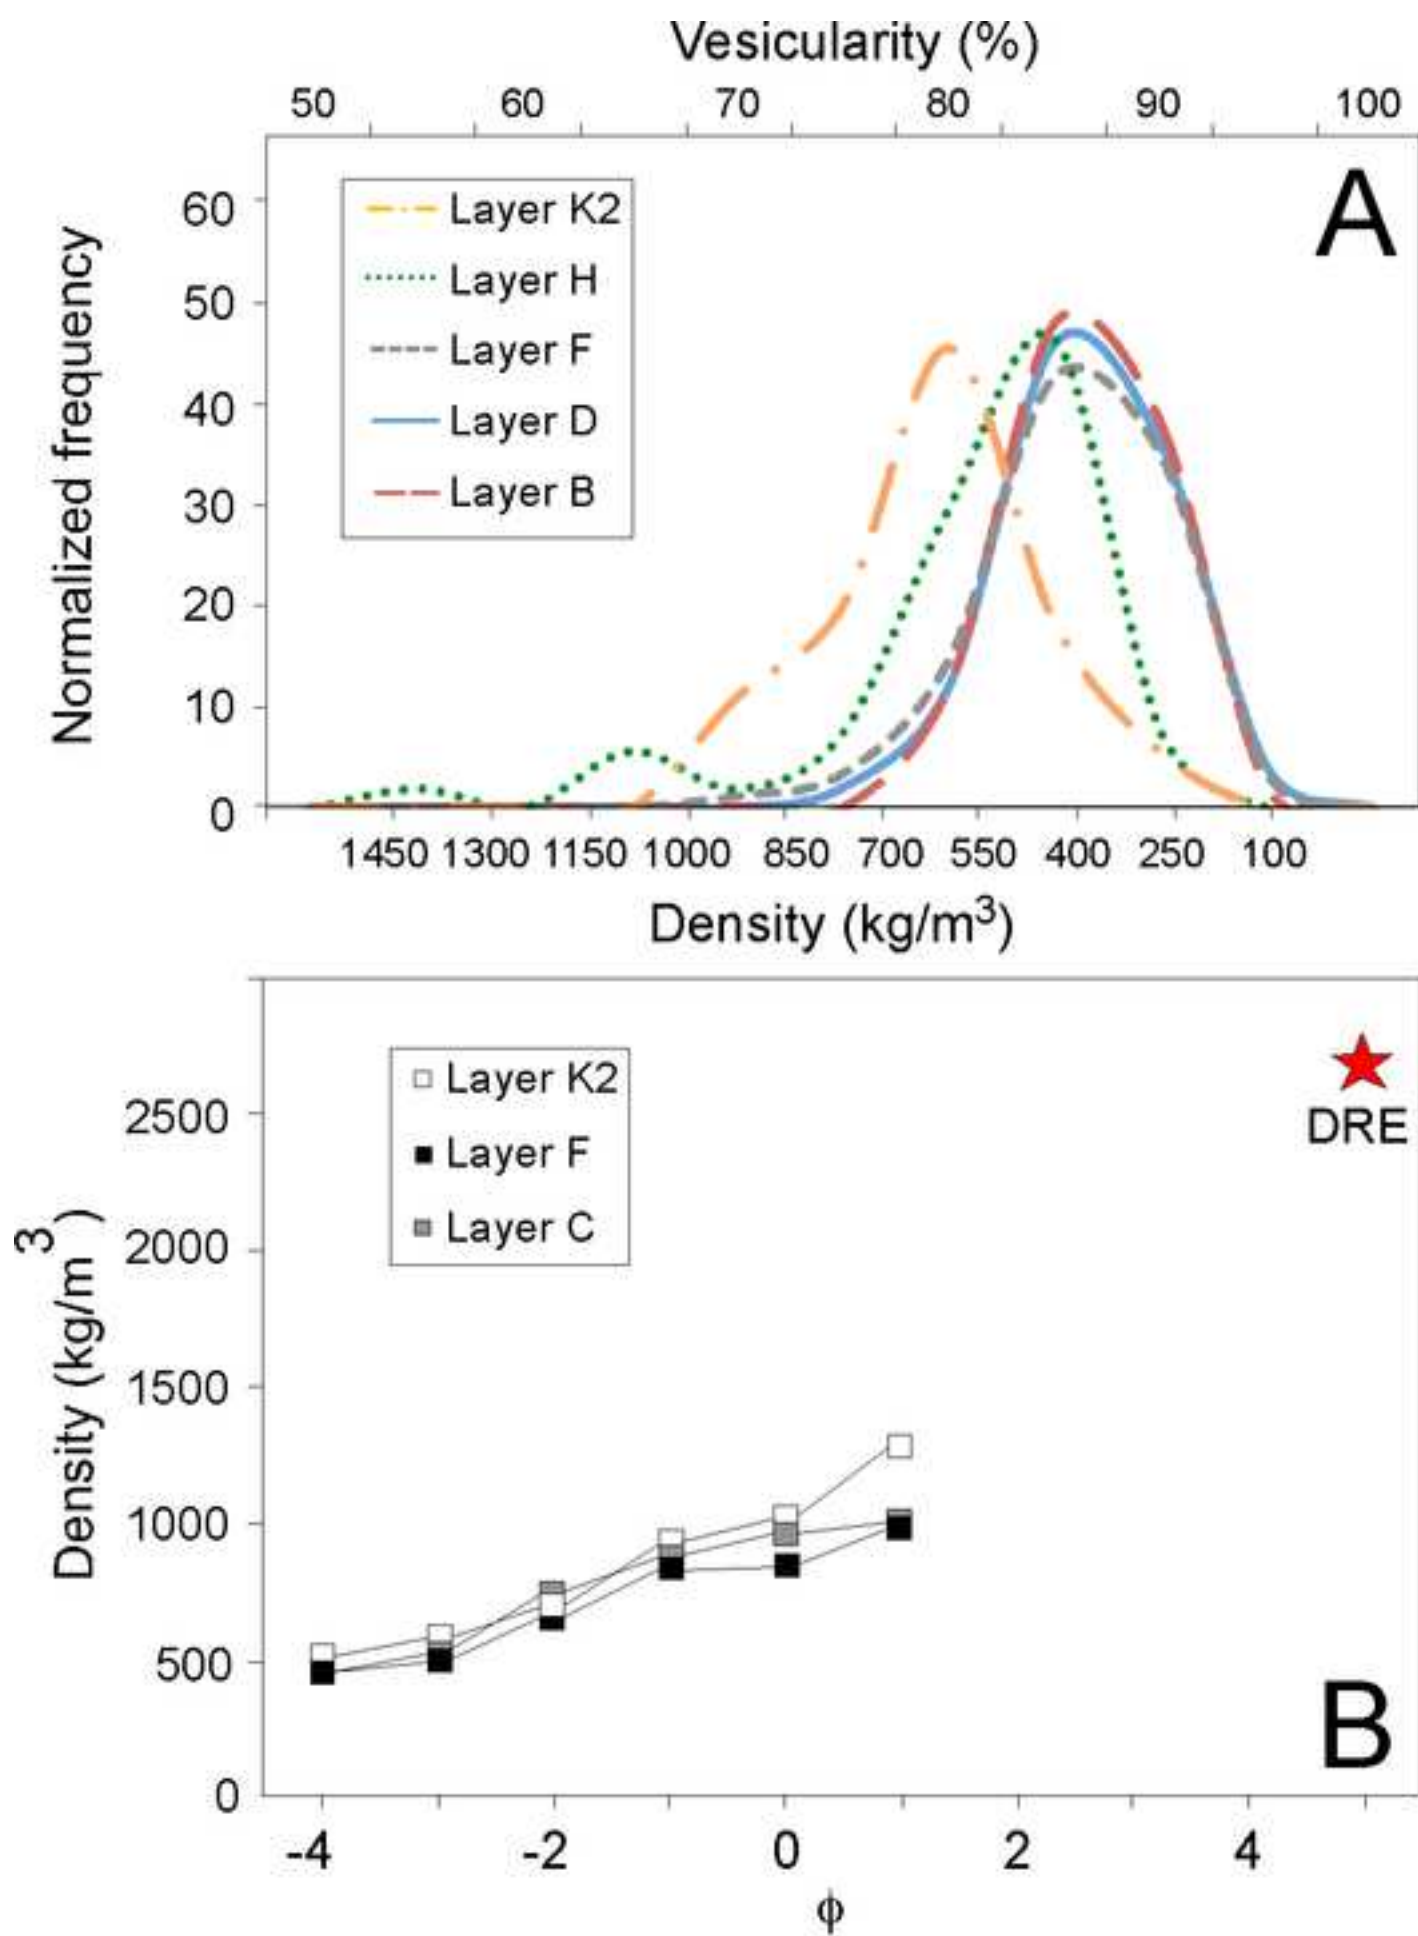 Vesicularity (%)
50 60 70 80 90 100
A
Layer K2
Layer H
Layer F
Layer D
Layer B
Normalized frequency
60
50
40
30
20
10
0
1450 1300 1150 1000 850 700 550 400 250 100
Density (kg/m³)
DRE
Layer K2
Layer F
Layer C
Density (kg/m³)
2500
2000
1500
1000
500
0
B
-4 -2 0 2 4
ϕ